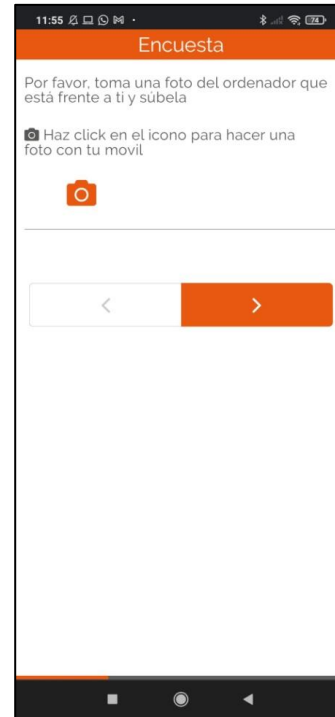 11:55
74
Encuesta
Por favor, toma una foto del ordenador que
está frente a ti y súbela
Haz click en el icono para hacer una
foto con tu movil